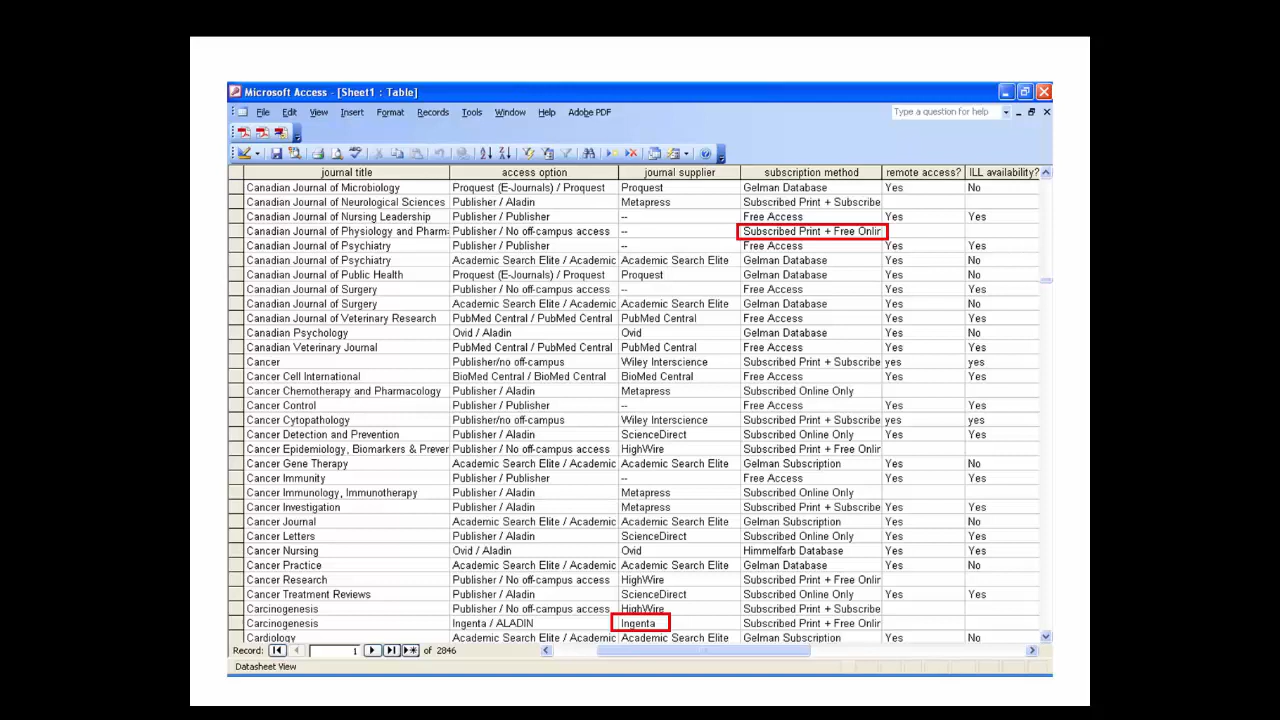 Microsoft Access - [Sheet1 : Table]
File Edit View Insert Format Records Tools Window Help Adobe PDF Type a question for help
journal title access option journal supplier subscription method remote access? ILL availability?
Canadian Journal of Microbiology Proquest (E-Journals) / Proquest Proquest Gelman Database Yes No
Canadian Journal of Neurological Sciences Publisher / Aladin Metapress Subscribed Print + Subscribe
Canadian Journal of Nursing Leadership Publisher / Publisher -- Free Access Yes Yes
Canadian Journal of Physiology and Pharma Publisher / No off-campus access -- Subscribed Print + Free Onlin
Canadian Journal of Psychiatry Publisher / Publisher -- Free Access Yes Yes
Canadian Journal of Psychiatry Academic Search Elite / Academic Academic Search Elite Gelman Database Yes No
Canadian Journal of Public Health Proquest (E-Journals) / Proquest Proquest Gelman Database Yes No
Canadian Journal of Surgery Publisher / No off-campus access -- Free Access Yes Yes
Canadian Journal of Surgery Academic Search Elite / Academic Academic Search Elite Gelman Database Yes No
Canadian Journal of Veterinary Research PubMed Central / PubMed Central PubMed Central Free Access Yes Yes
Canadian Psychology Ovid / Aladin Ovid Gelman Database Yes No
Canadian Veterinary Journal PubMed Central / PubMed Central PubMed Central Free Access Yes Yes
Cancer Publisher/no off-campus Wiley Interscience Subscribed Print + Subscribe yes yes
Cancer Cell International BioMed Central / BioMed Central BioMed Central Free Access Yes Yes
Cancer Chemotherapy and Pharmacology Publisher / Aladin Metapress Subscribed Online Only
Cancer Control Publisher / Publisher -- Free Access Yes Yes
Cancer Cytopathology Publisher/no off-campus Wiley Interscience Subscribed Print + Subscribe yes yes
Cancer Detection and Prevention Publisher / Aladin ScienceDirect Subscribed Online Only Yes Yes
Cancer Epidemiology, Biomarkers & Prever Publisher / No off-campus access HighWire Subscribed Print + Free Onlin
Cancer Gene Therapy Academic Search Elite / Academic Academic Search Elite Gelman Subscription Yes No
Cancer Immunity Publisher / Publisher -- Free Access Yes Yes
Cancer Immunology, Immunotherapy Publisher / Aladin Metapress Subscribed Online Only
Cancer Investigation Publisher / Aladin Metapress Subscribed Print + Subscribe Yes Yes
Cancer Journal Academic Search Elite / Academic Academic Search Elite Gelman Subscription Yes No
Cancer Letters Publisher / Aladin ScienceDirect Subscribed Online Only Yes Yes
Cancer Nursing Ovid / Aladin Ovid Himmelfarb Database Yes Yes
Cancer Practice Academic Search Elite / Academic Academic Search Elite Gelman Database Yes No
Cancer Research Publisher / No off-campus access HighWire Subscribed Print + Free Onlin
Cancer Treatment Reviews Publisher / Aladin ScienceDirect Subscribed Online Only Yes Yes
Carcinogenesis Publisher / No off-campus access HighWire Subscribed Print + Subscribe
Carcinogenesis Ingenta / ALADIN Ingenta Subscribed Print + Free Onlin
Cardiology Academic Search Elite / Academic Academic Search Elite Gelman Subscription Yes No
Record: 1 of 2846
Datasheet View